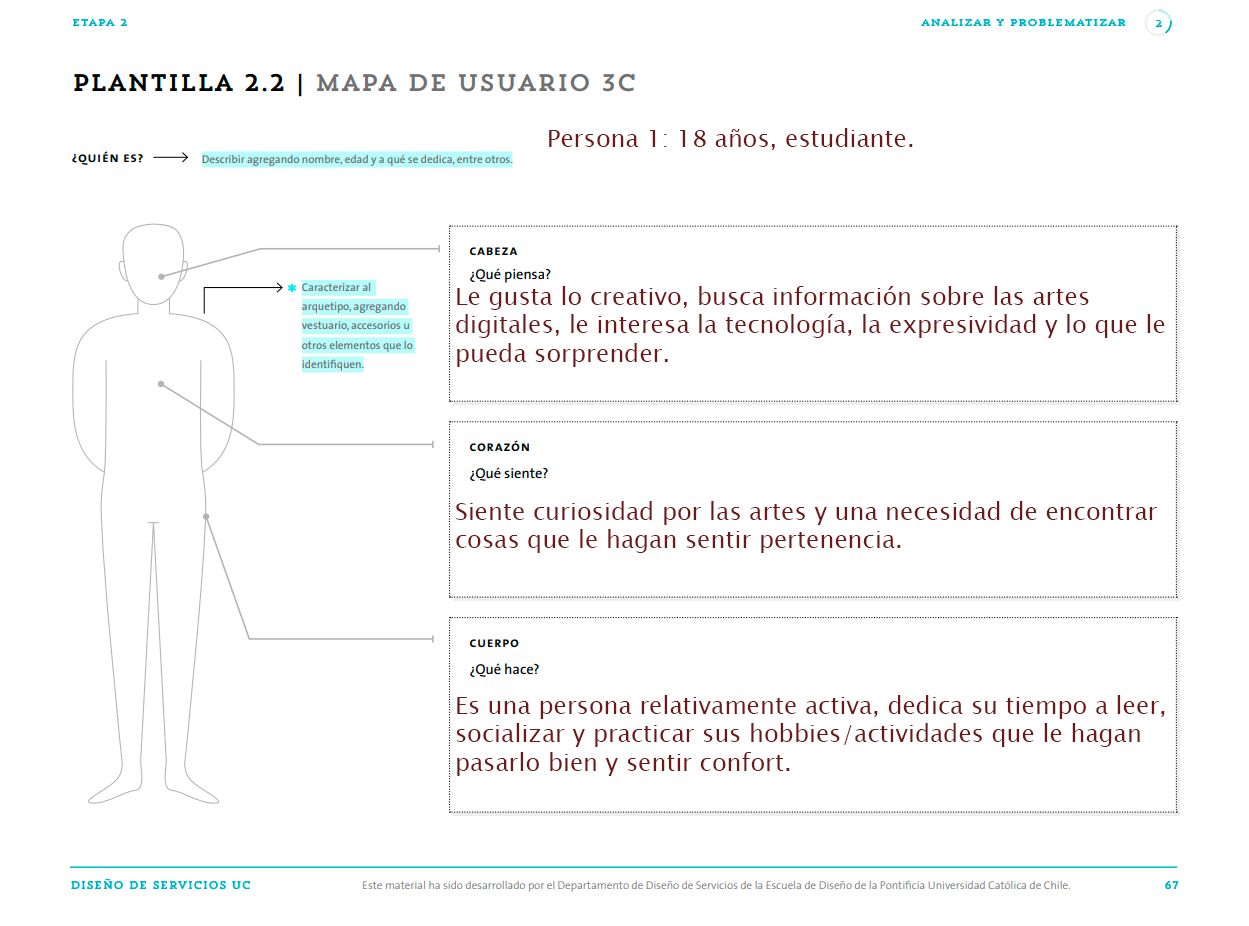 ETAPA 2
ANALIZAR Y PROBLEMATIZAR 2
PLANTILLA 2.2 | MAPA DE USUARIO 3C
Persona 1: 18 años, estudiante.
¿QUIÉN ES?
Describir agregando nombre, edad y a qué se dedica, entre otros.
CABEZA
¿Qué piensa?
Le gusta lo creativo, busca información sobre las artes
digitales, le interesa la tecnología, la expresividad y lo que le
pueda sorprender.
* Caracterizar al
arquetipo, agregando
vestuario, accesorios u
otros elementos que lo
identifiquen.
CORAZÓN
¿Qué siente?
Siente curiosidad por las artes y una necesidad de encontrar
cosas que le hagan sentir pertenencia.
CUERPO
¿Qué hace?
Es una persona relativamente activa, dedica su tiempo a leer,
socializar y practicar sus hobbies/actividades que le hagan
pasarlo bien y sentir confort.
DISEÑO DE SERVICIOS UC
Este material ha sido desarrollado por el Departamento de Diseño de Servicios de la Escuela de Diseño de la Pontificia Universidad Católica de Chile.
67